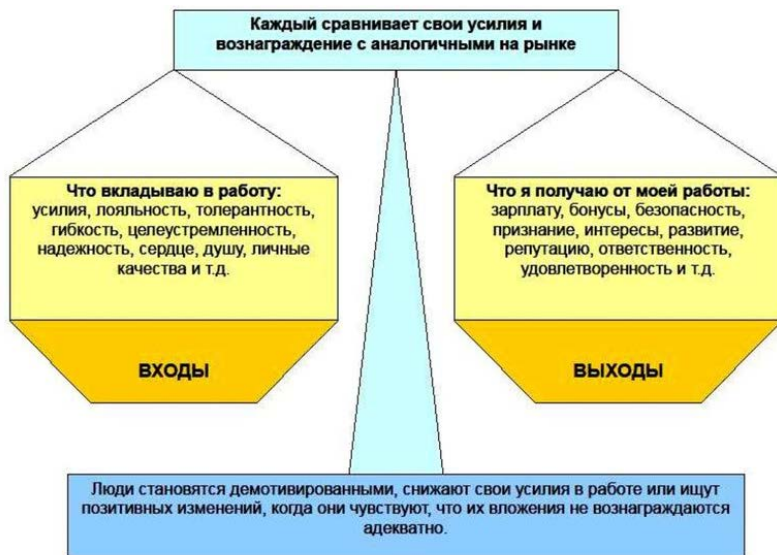 Каждый сравнивает свои усилия и
вознаграждение с аналогичными на рынке
Что вкладываю в работу:
усилия, лояльность, толерантность,
гибкость, целеустремленность,
надежность, сердце, душу, личные
качества и т.д.
ВХОДЫ
Что я получаю от моей работы:
зарплату, бонусы, безопасность,
признание, интересы, развитие,
репутацию, ответственность,
удовлетворенность и т.д.
ВЫХОДЫ
Люди становятся демотивированными, снижают свои усилия в работе или ищут
позитивных изменений, когда они чувствуют, что их вложения не вознаграждаются
адекватно.